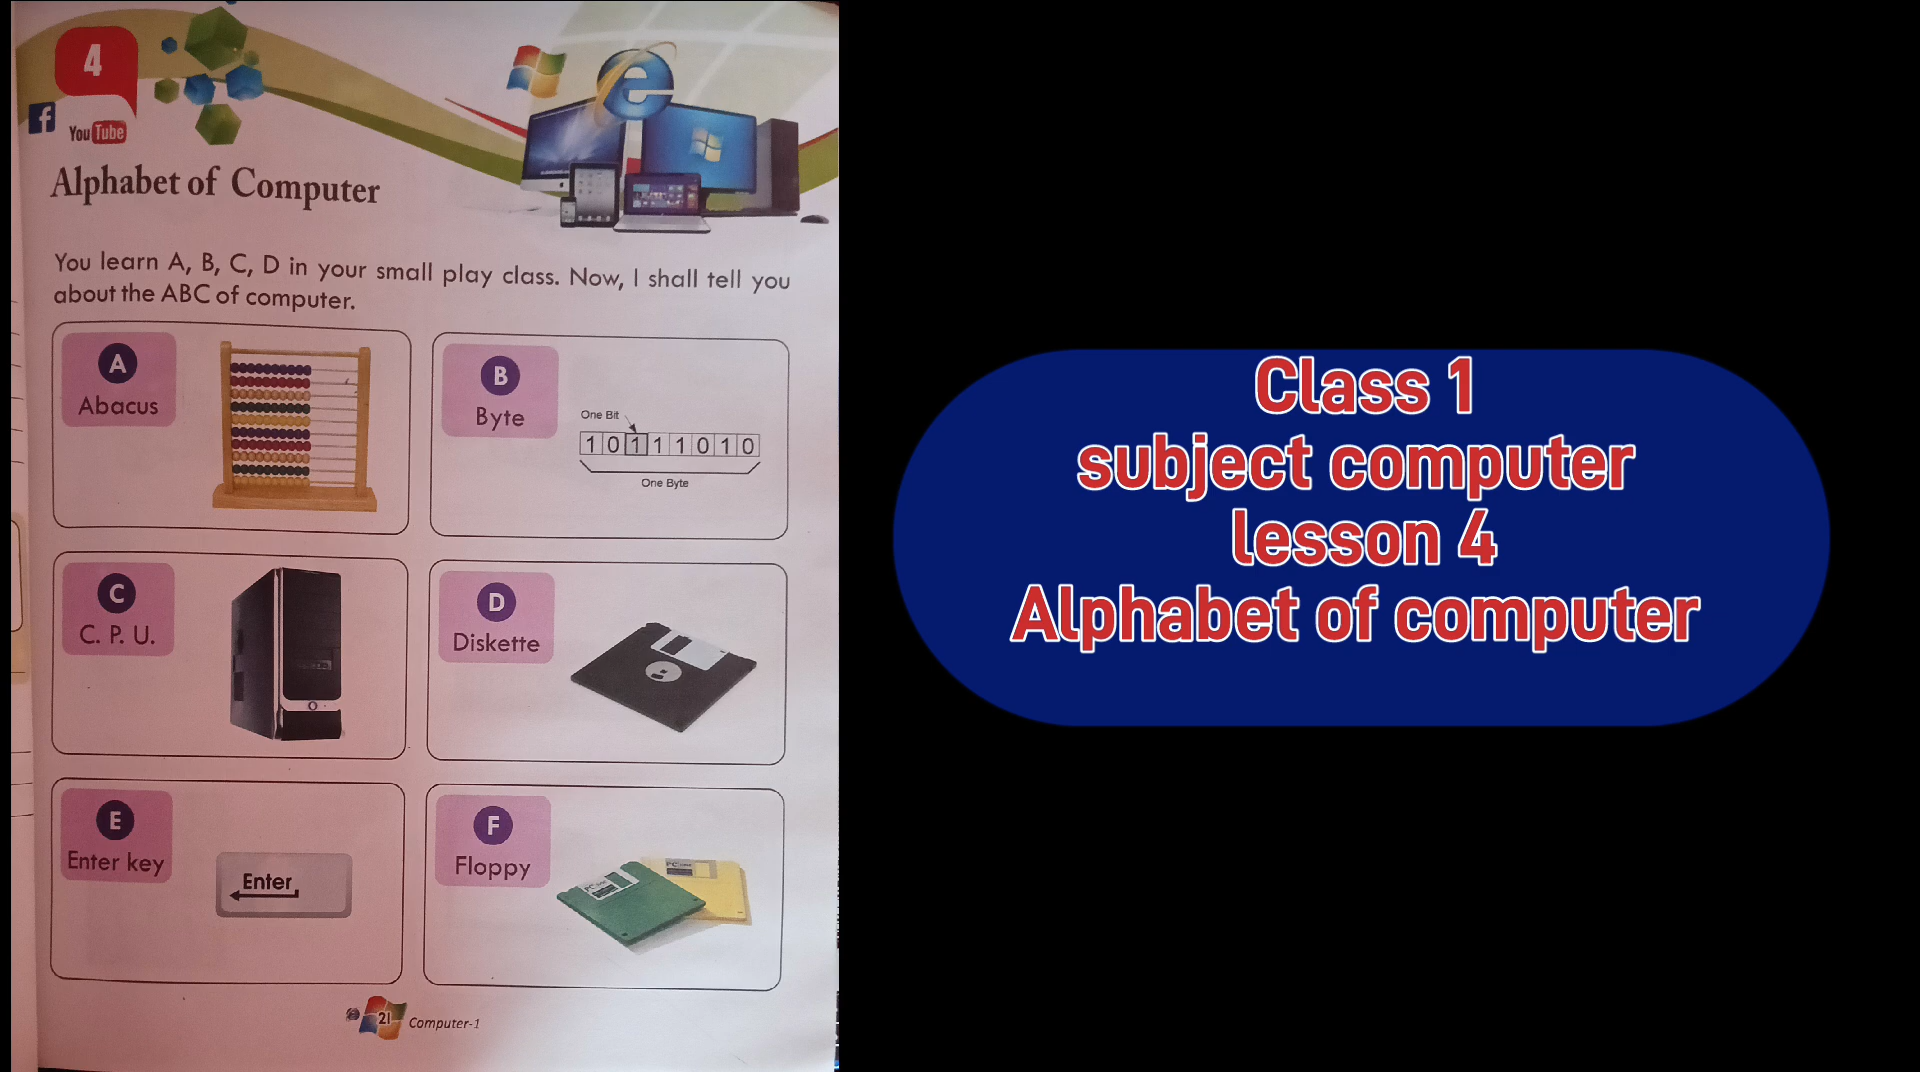 4
f
You Tube
Alphabet of Computer
You learn A, B, C, D in your small play class. Now, I shall tell you
about the ABC of computer.
A
Abacus
B
Byte
One Bit
1 0 1 1 1 0 1 0
One Byte
C
C. P. U.
D
Diskette
E
Enter key
Enter
F
Floppy
21 Computer-1
Class 1
subject computer
lesson 4
Alphabet of computer